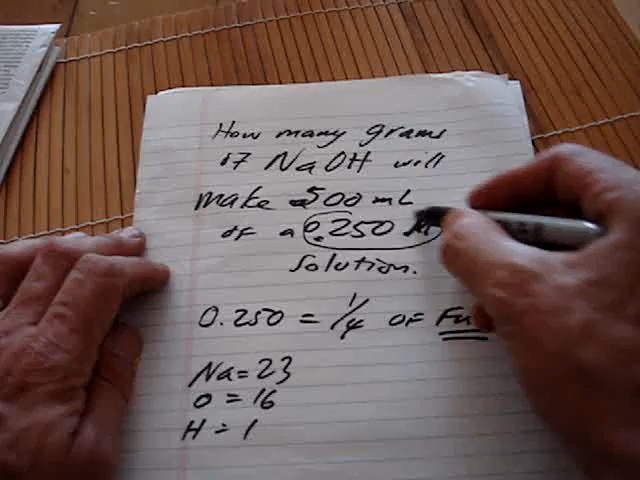 How many grams
of NaOH will
make 500 mL
of a 0.250 M
Solution.
0.250 = 1/4 OF
Na = 23
O = 16
H = 1